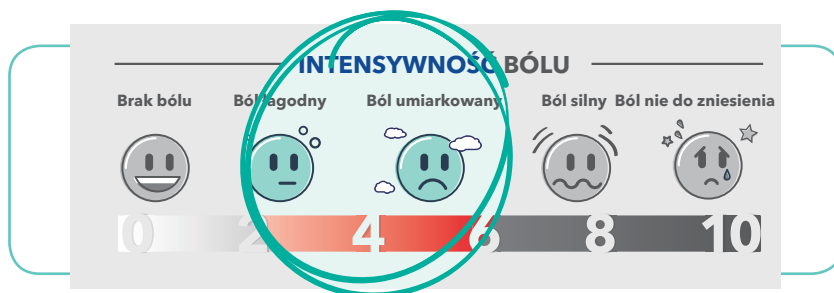 INTENSYWNOŚĆ BÓLU
Brak bólu Ból łagodny Ból umiarkowany Ból silny Ból nie do zniesienia
0 2 4 6 8 10